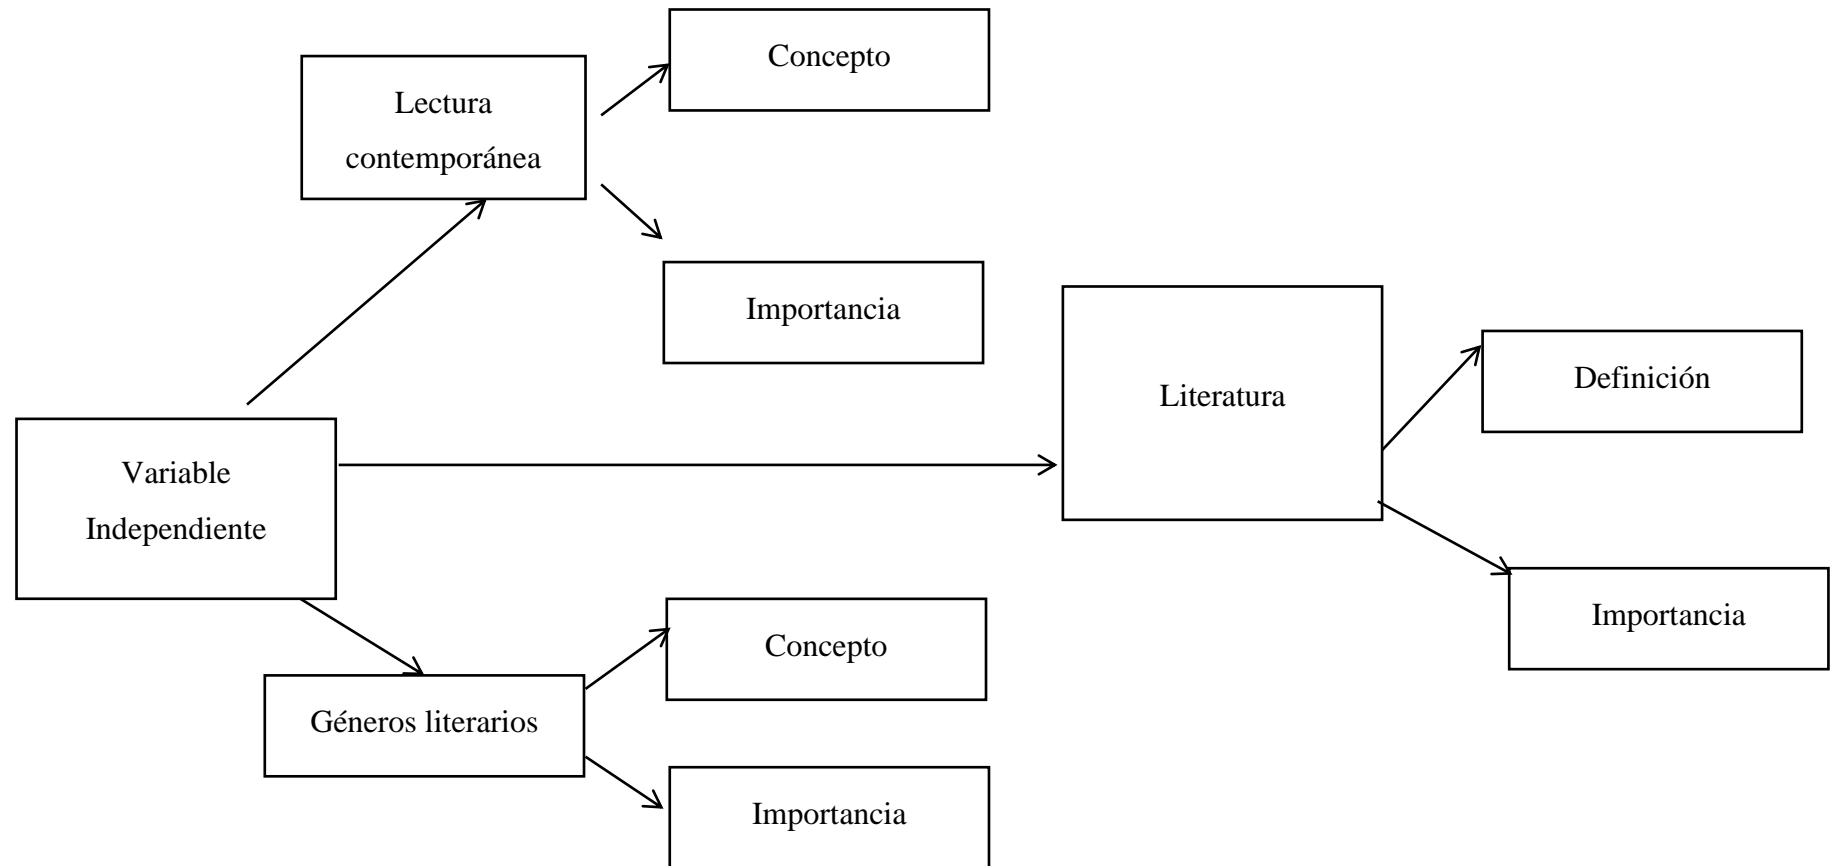 Concepto
Lectura
contemporánea
Importancia
Literatura
Definición
Variable
Independiente
Importancia
Concepto
Géneros literarios
Importancia